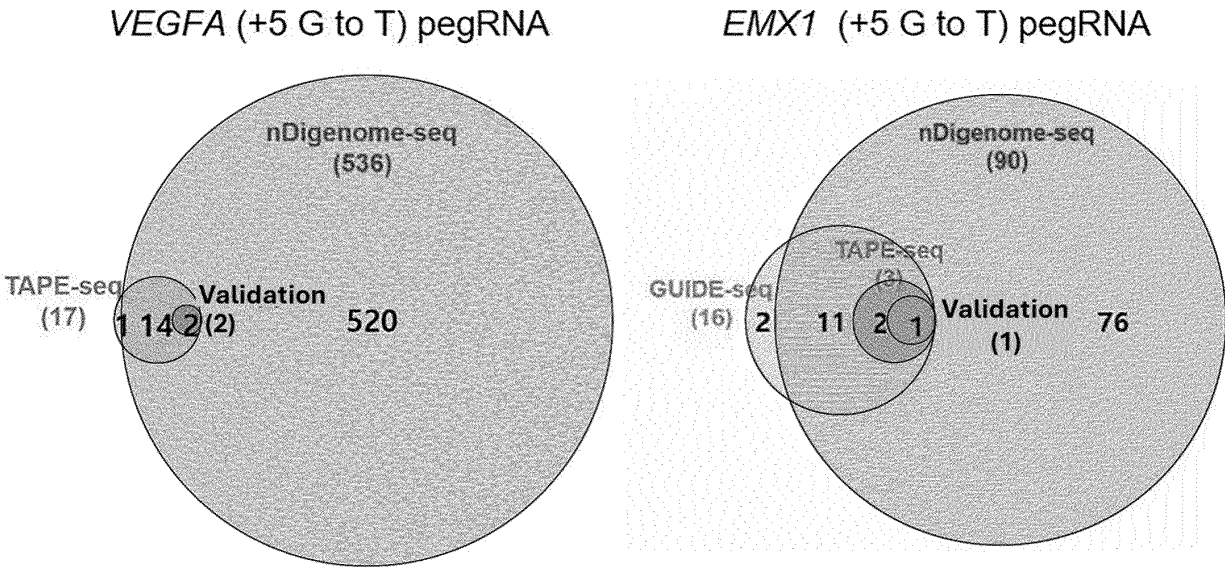 VEGFA (+5 G to T) pegRNA
nDigenome-seq
(536)
TAPE-seq
(17)
1 14 2
Validation
(2)
520
EMX1 (+5 G to T) pegRNA
nDigenome-seq
(90)
TAPE-seq
(3)
GUIDE-seq
(16)
2 11 2 1
Validation
(1)
76